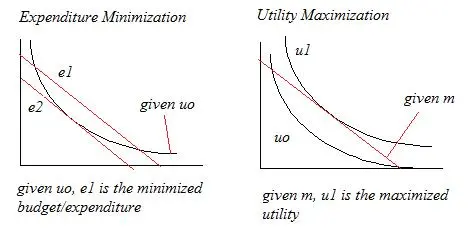 Expenditure Minimization
e1
e2
given uo
given uo, e1 is the minimized
budget/expenditure
Utility Maximization
u1
given m
uo
given m, u1 is the maximized
utility